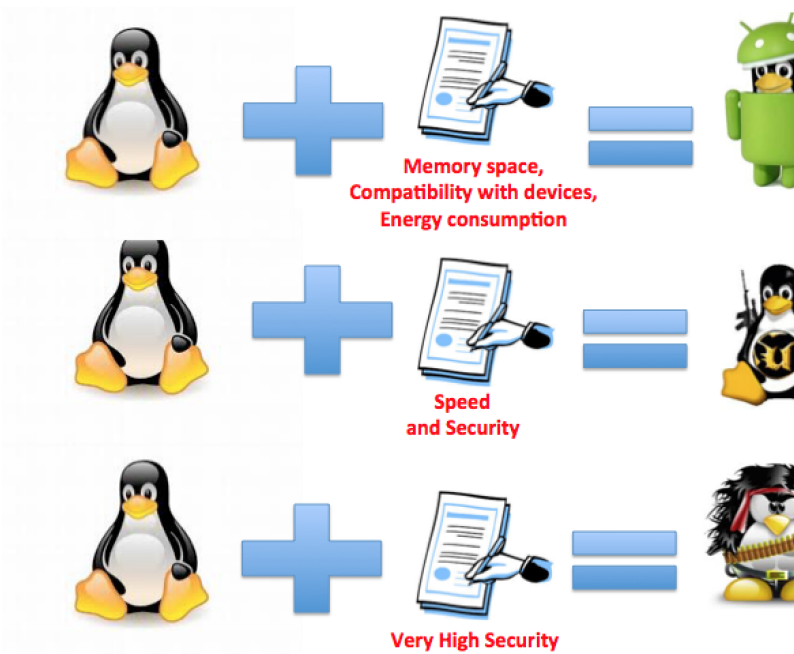 Memory space,
Compatibility with devices,
Energy consumption
Speed
and Security
Very High Security